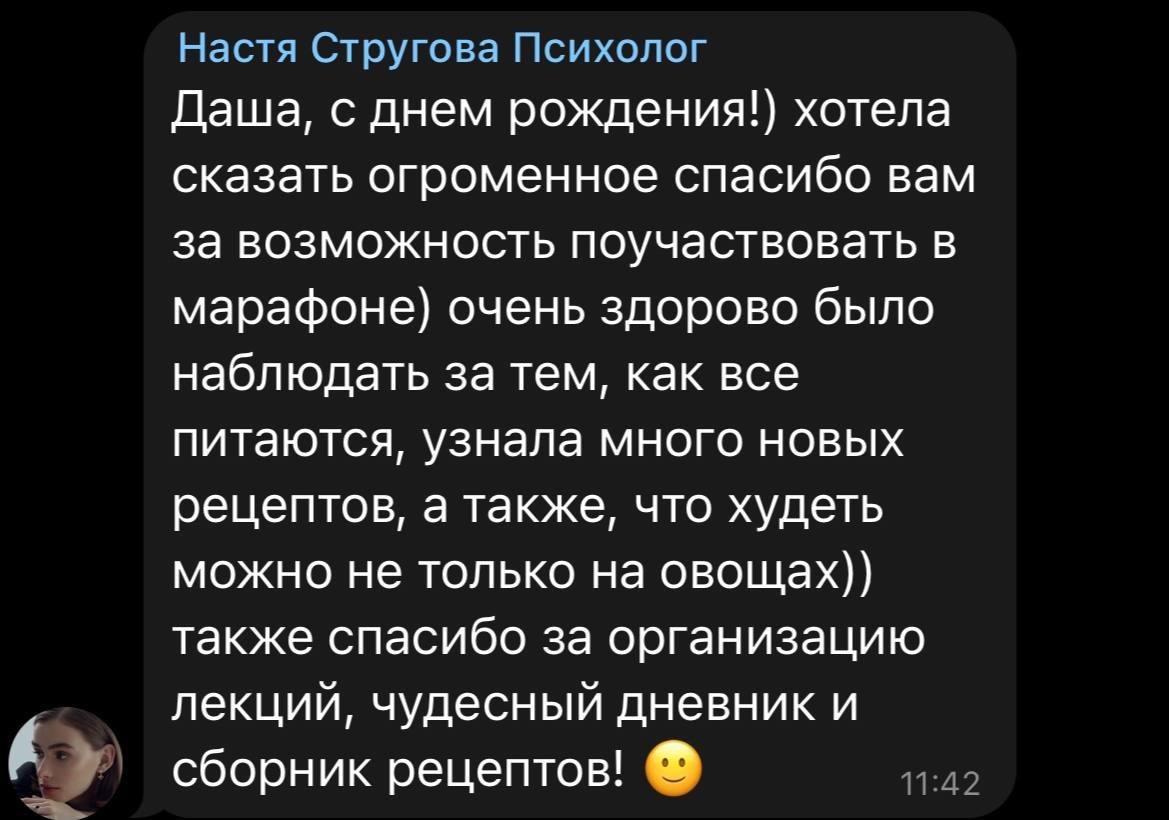 Настя Стругова Психолог
Даша, с днем рождения!) хотела
сказать огроменное спасибо вам
за возможность поучаствовать в
марафоне) очень здорово было
наблюдать за тем, как все
питаются, узнала много новых
рецептов, а также, что худеть
можно не только на овощах))
также спасибо за организацию
лекций, чудесный дневник и
сборник рецептов! 🙂
11:42